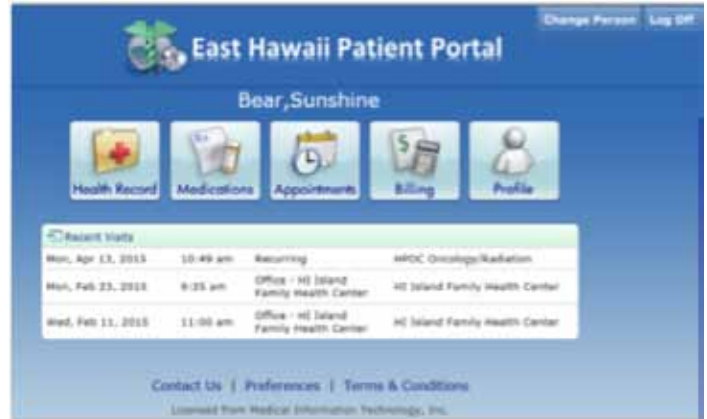 Change Person Log Off
East Hawaii Patient Portal
Bear,Sunshine
Health Record Medications Appointments Billing Profile
Recent Visits
Mon, Apr 13, 2015 10:49 am Recurring HPOC Oncology/Radiation
Office - HI Island
Mon, Feb 23, 2015 8:35 am HI Island Family Health Center
Family Health Center
Office - HI Island
Wed, Feb 11, 2015 11:00 am HI Island Family Health Center
Family Health Center
Contact Us | Preferences | Terms & Conditions
Licensed from Medical Information Technology, Inc.